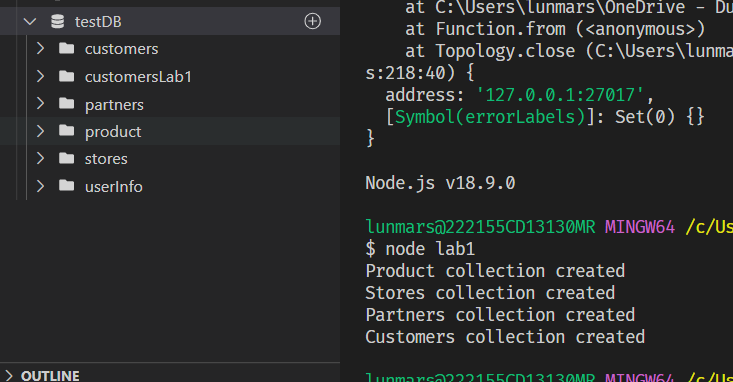 testDB
customers
customersLab1
partners
product
stores
userInfo
OUTLINE
at C:\Users\lunmars\OneDrive - Du
at Function.from (<anonymous>)
at Topology.close (C:\Users\lunma
s:218:40) {
address: '127.0.0.1:27017',
[Symbol(errorLabels)]: Set(0) {}
}
Node.js v18.9.0
lunmars@222155CD13130MR MINGW64 /c/Us
$ node lab1
Product collection created
Stores collection created
Partners collection created
Customers collection created
lunmars@222155CD13130MR MINGW64 /c/Us